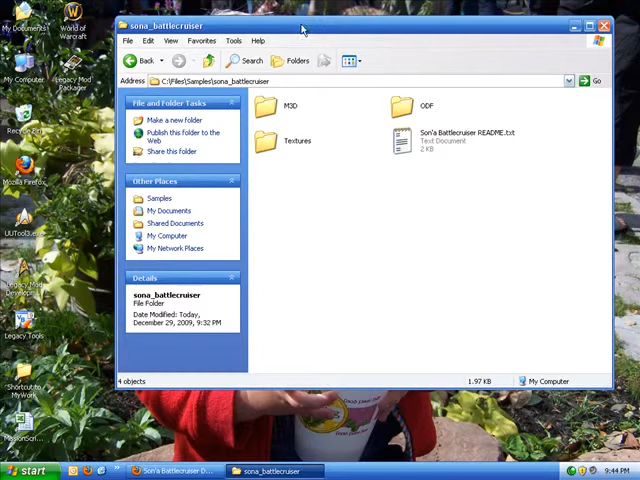 My Documents
World of
Warcraft
My Computer
Legacy Mod
Packager
Recycle Bin
Mozilla Firefox
UUTool3.exe
Legacy Mod
Developm...
Legacy Tools
Shortcut to
MyWork
MissionScri...
sona_battlecruiser
File Edit View Favorites Tools Help
Back Search Folders
Address C:\Files\Samples\sona_battlecruiser Go
File and Folder Tasks
Make a new folder
Publish this folder to the
Web
Share this folder
Other Places
Samples
My Documents
Shared Documents
My Computer
My Network Places
Details
sona_battlecruiser
File Folder
Date Modified: Today,
December 29, 2009, 9:32 PM
M3D
ODF
Textures
Son'a Battlecruiser README.txt
Text Document
2 KB
4 objects 1.97 KB My Computer
start Son'a Battlecruiser D... sona_battlecruiser 9:44 PM